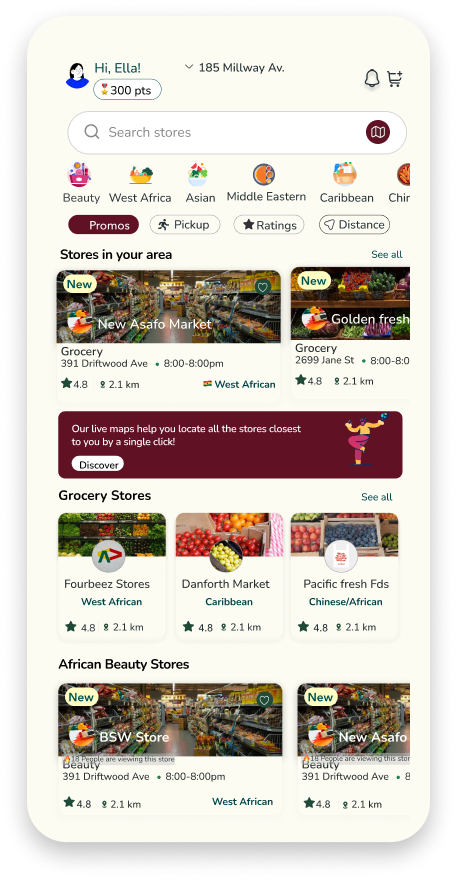 Hi, Ella!
185 Millway Av.
300 pts
Search stores
Beauty West Africa Asian Middle Eastern Caribbean Chin
Promos Pickup Ratings Distance
Stores in your area See all
New New
New Asafo Market Golden fresh
Grocery Grocery
391 Driftwood Ave • 8:00-8:00pm 2699 Jane St • 8:00-8:0
4.8 2.1 km West African 4.8 2.1 km
Our live maps help you locate all the stores closest
to you by a single click!
Discover
Grocery Stores See all
Fourbeez Stores Danforth Market Pacific fresh Fds
West African Caribbean Chinese/African
4.8 2.1 km 4.8 2.1 km 4.8 2.1 km
African Beauty Stores
New New
BSW Store New Asafo
18 People are viewing this store 18 People are viewing this store
Beauty Beauty
391 Driftwood Ave • 8:00-8:00pm 391 Driftwood Ave • 8
4.8 2.1 km West African 4.8 2.1 km